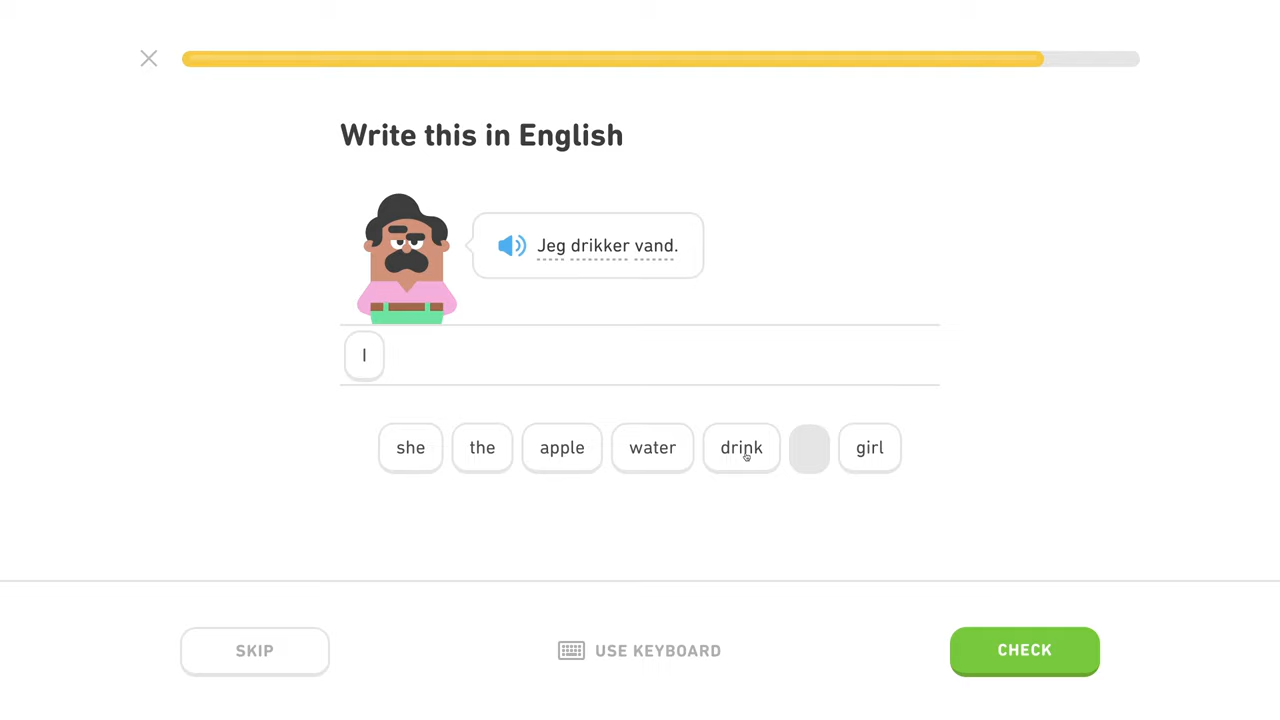 Write this in English
Jeg drikker vand.
I
she the apple water drink girl
SKIP USE KEYBOARD CHECK